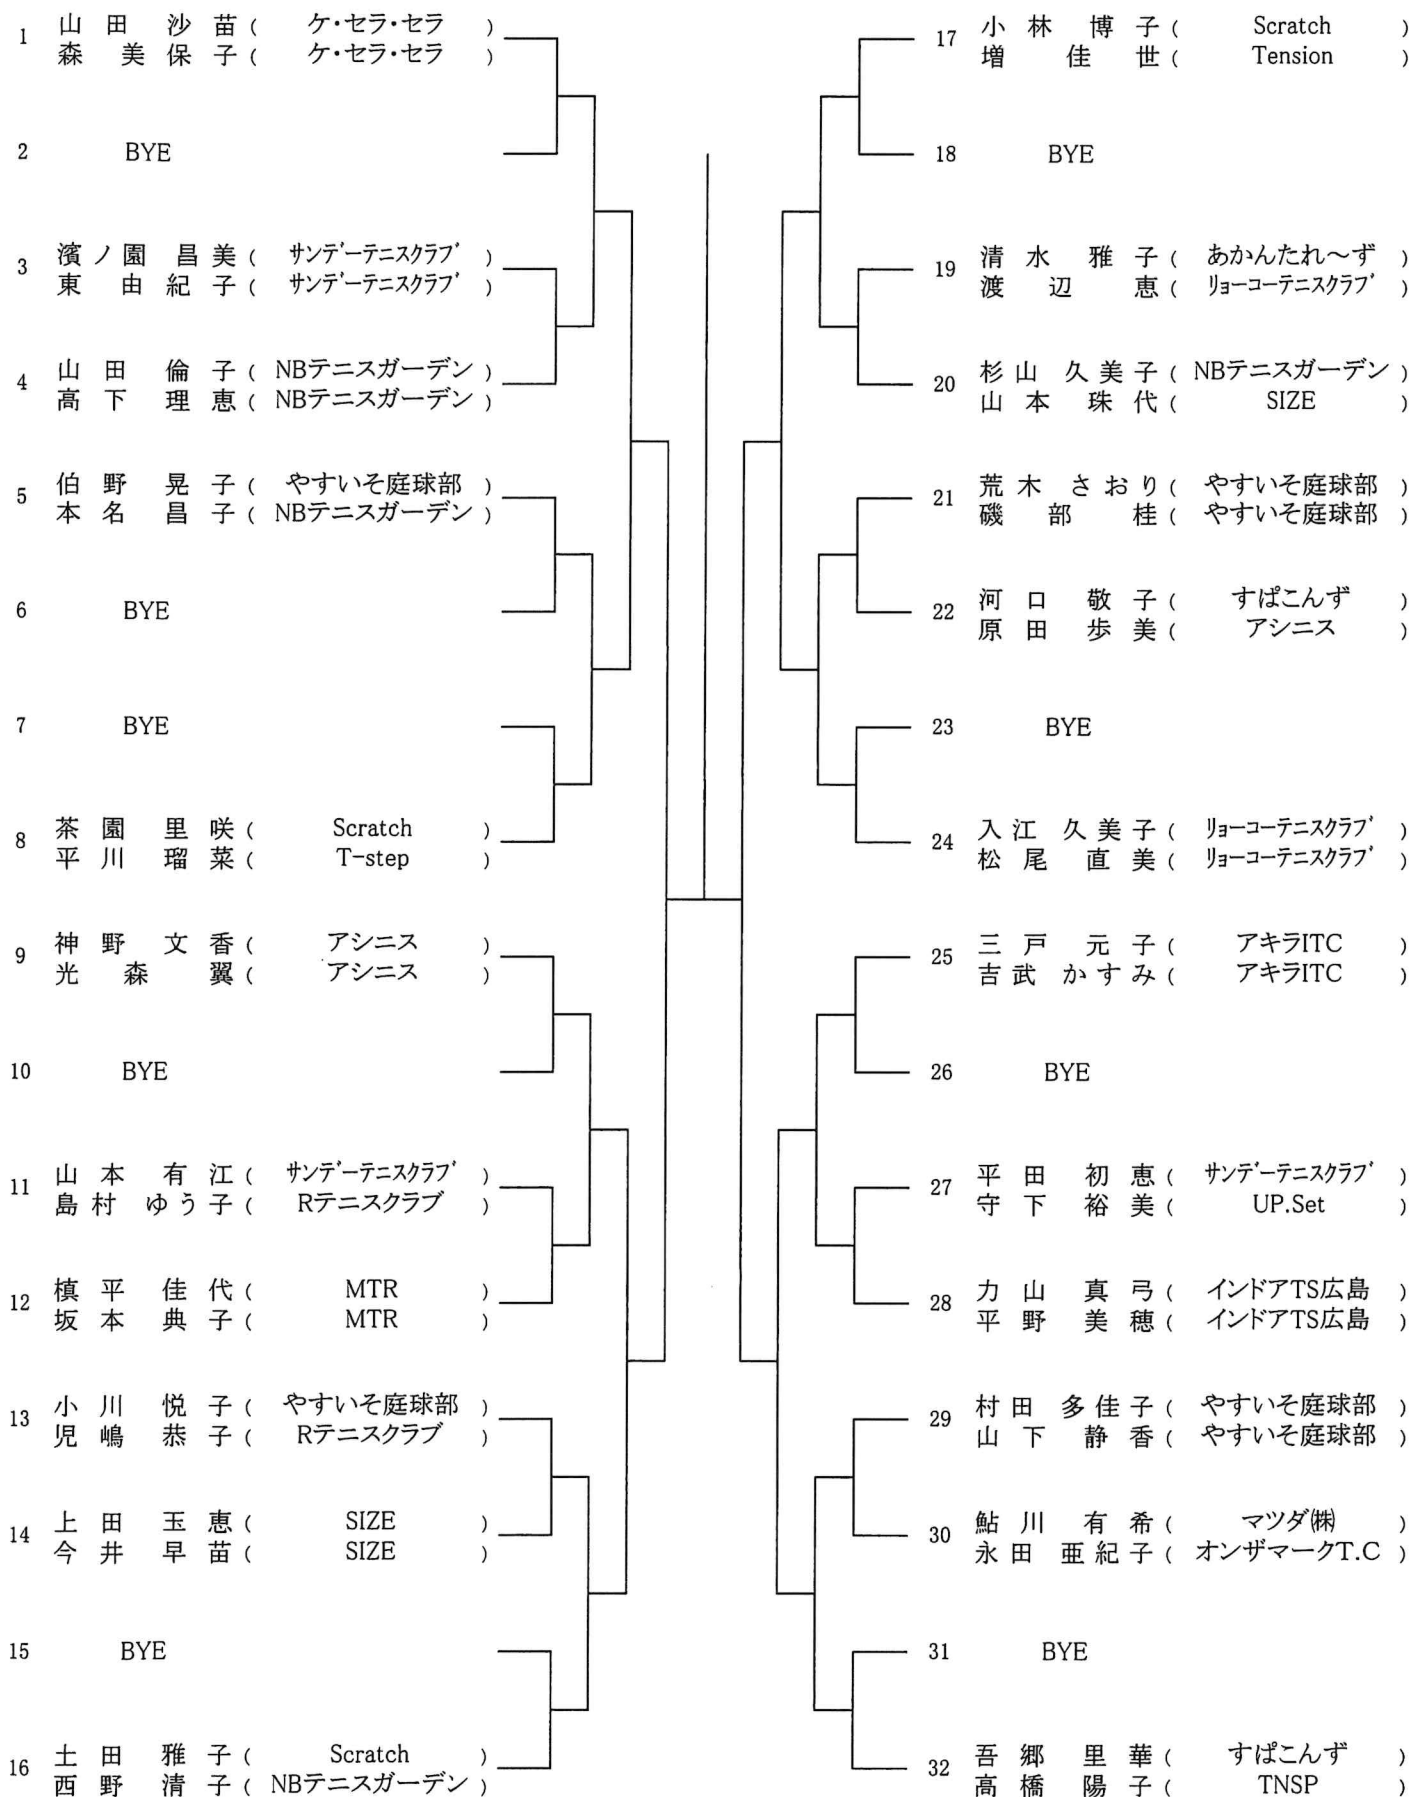 1 山田 沙苗 ( ケ・セラ・セラ )
森 美保子 ( ケ・セラ・セラ )
2 BYE
3 濱ノ園 昌美 ( サンデーテニスクラブ )
東 由紀子 ( サンデーテニスクラブ )
4 山田 倫子 ( NBテニスガーデン )
高下 理恵 ( NBテニスガーデン )
5 伯野 晃子 ( やすいそ庭球部 )
本名 昌子 ( NBテニスガーデン )
6 BYE
7 BYE
8 茶園 里咲 ( Scratch )
平川 瑠菜 ( T-step )
9 神野 文香 ( アシニス )
光森 翼 ( アシニス )
10 BYE
11 山本 有江 ( サンデーテニスクラブ )
島村 ゆう子 ( Rテニスクラブ )
12 槙平 佳代 ( MTR )
坂本 典子 ( MTR )
13 小川 悦子 ( やすいそ庭球部 )
児嶋 恭子 ( Rテニスクラブ )
14 上田 玉恵 ( SIZE )
今井 早苗 ( SIZE )
15 BYE
16 土田 雅子 ( Scratch )
西野 清子 ( NBテニスガーデン )
17 小林 博子 ( Scratch )
増 佳世 ( Tension )
18 BYE
19 清水 雅子 ( あかんたれ～ず )
渡辺 恵 ( リョーコーテニスクラブ )
20 杉山 久美子 ( NBテニスガーデン )
山本 珠代 ( SIZE )
21 荒木 さおり ( やすいそ庭球部 )
磯部 桂 ( やすいそ庭球部 )
22 河口 敬子 ( すぱこんず )
原田 歩美 ( アシニス )
23 BYE
24 入江 久美子 ( リョーコーテニスクラブ )
松尾 直美 ( リョーコーテニスクラブ )
25 三戸 元子 ( アキラITC )
吉武 かすみ ( アキラITC )
26 BYE
27 平田 初恵 ( サンデーテニスクラブ )
守下 裕美 ( UP.Set )
28 力山 真弓 ( インドアTS広島 )
平野 美穂 ( インドアTS広島 )
29 村田 多佳子 ( やすいそ庭球部 )
山下 静香 ( やすいそ庭球部 )
30 鮎川 有希 ( マツダ㈱ )
永田 亜紀子 ( オンザマークT.C )
31 BYE
32 吾郷 里華 ( すぱこんず )
高橋 陽子 ( TNSP )